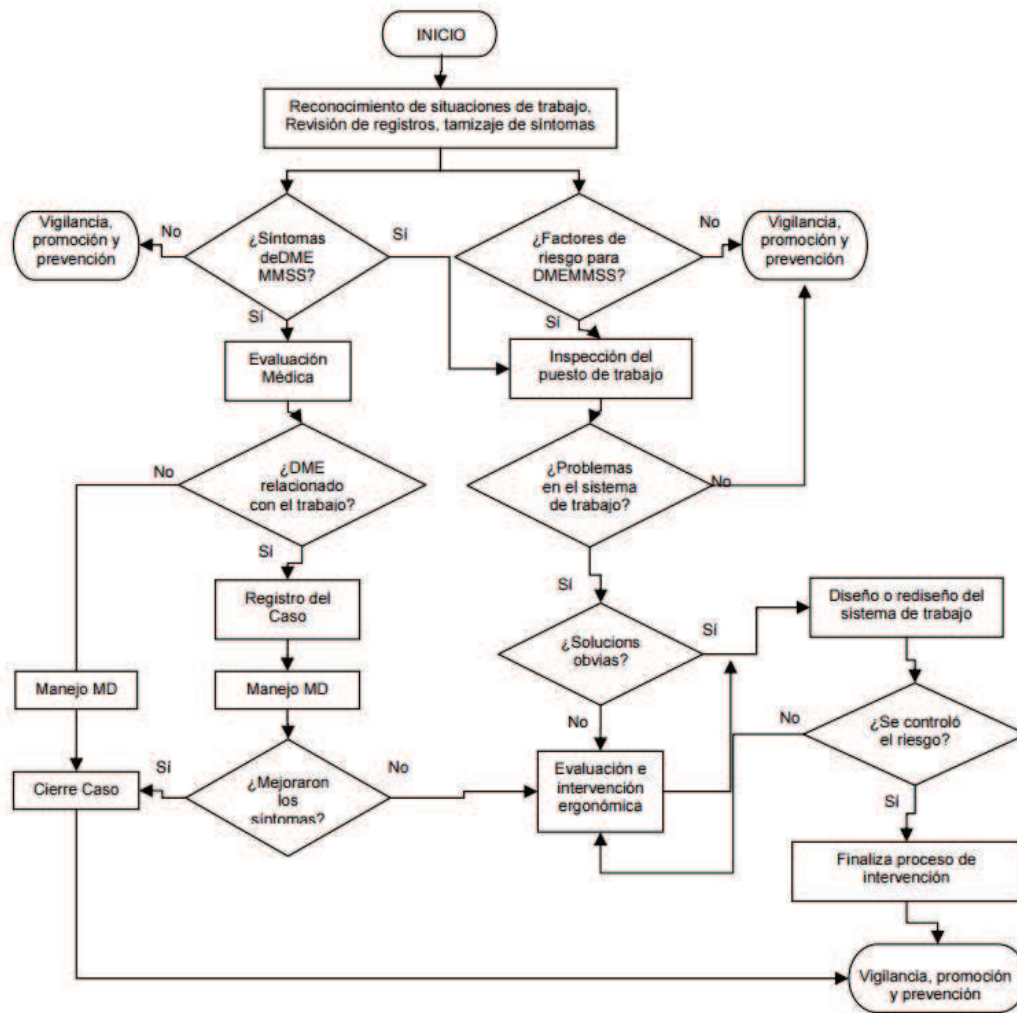 INICIO
Reconocimiento de situaciones de trabajo,
Revisión de registros, tamizaje de síntomas
Vigilancia,
promoción y
prevención
No
¿Síntomas
deDME
MMSS?
Sí
¿Factores de
riesgo para
DMEMMSS?
No
Vigilancia,
promoción y
prevención
Sí
Sí
Evaluación
Médica
Inspección del
puesto de trabajo
No
¿DME
relacionado
con el trabajo?
¿Problemas
en el sistema
de trabajo?
No
Sí
Sí
Registro del
Caso
¿Solucions
obvias?
Sí
Diseño o rediseño del
sistema de trabajo
Manejo MD
Manejo MD
No
No
¿Se controló
el riesgo?
Cierre Caso
Sí
¿Mejoraron
los
síntomas?
No
Evaluación e
intervención
ergonómica
Sí
Finaliza proceso de
intervención
Vigilancia, promoción
y prevención